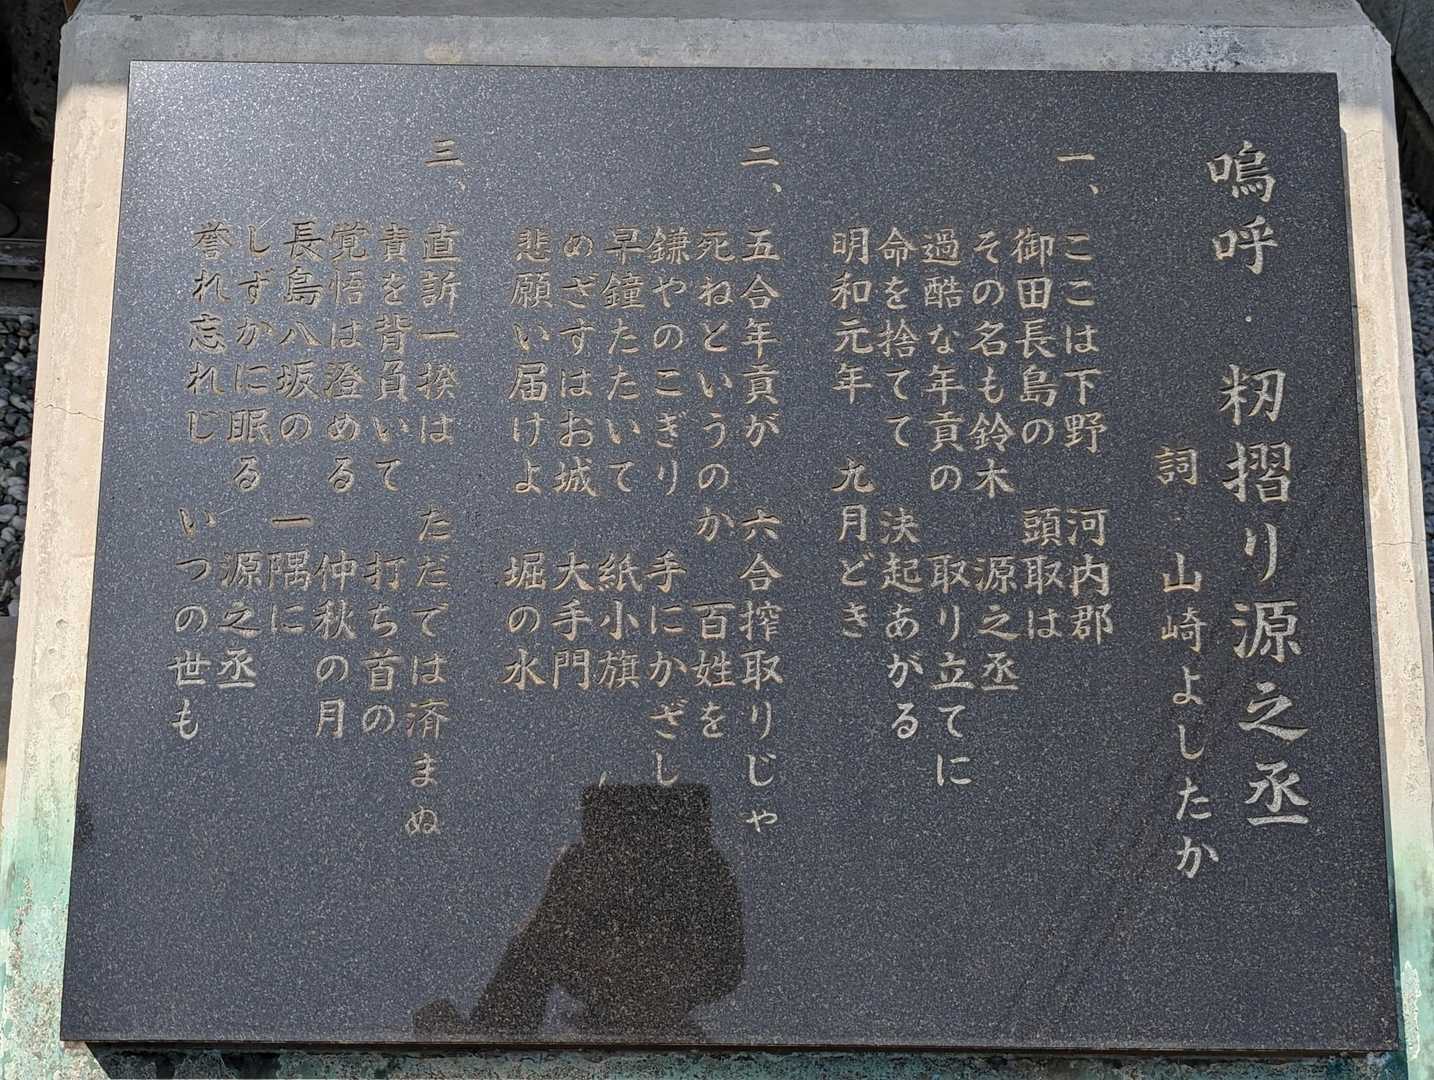 嗚呼 籾摺り源之丞
詞 山崎よしたか
一、ここは下野 河内郡
御田長島の 頭取は
その名も鈴木 源之丞
過酷な年貢の 取り立てに
命を捨てて 決起あがる
明和元年 九月どき
二、五合年貢が 六合搾取りじゃ
死ねというのか 百姓を
鎌やのこぎり 手にかざし
早鐘たたいて 紙小旗
めざすはお城 大手門
悲願い届けよ 堀の水
三、直訴一揆は ただでは済まぬ
責を背負いて 打ち首の
覚悟は澄める 仲秋の月
長島八坂の 一隅に
しずかに眠る 源之丞
誉れ忘れじ いつの世も